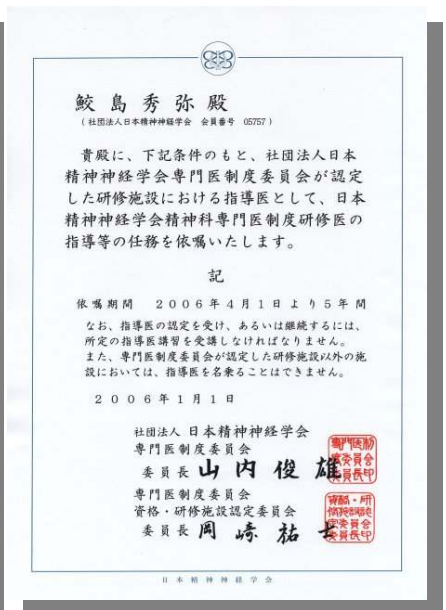 鮫島秀弥殿
(社団法人日本精神神経学会 会員番号 05757)
貴殿に、下記条件のもと、社団法人日本
精神神経学会専門医制度委員会が認定
した研修施設における指導医として、日本
精神神経学会精神科専門医制度研修医の
指導等の任務を依嘱いたします。
記
依嘱期間 2006年4月1日より5年間
なお、指導医の認定を受け、あるいは継続するには、
所定の指導医講習を受講しなければなりません。
また、専門医制度委員会が認定した研修施設以外の施
設においては、指導医を名乗ることはできません。
2006年1月1日
社団法人 日本精神神経学会
専門医制度委員会
委員長 山内俊雄
専門医制度委員会
資格・研修施設認定委員会
委員長 岡崎祐士
日本精神神経学会